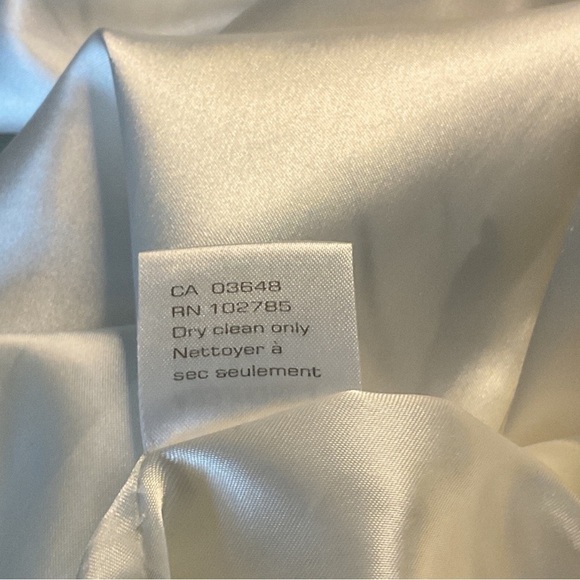 CA 03648
RN 102785
Dry clean only
Nettoyer à
sec seulement